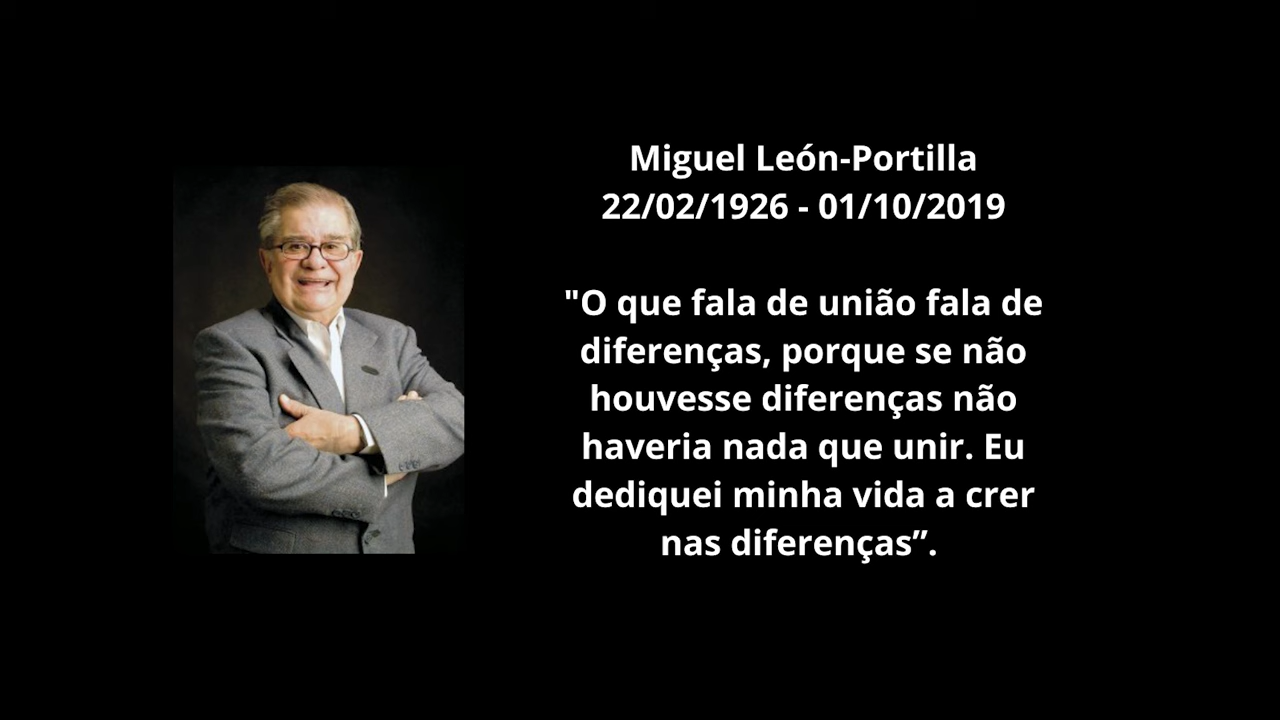 Miguel León-Portilla
22/02/1926 - 01/10/2019
"O que fala de união fala de
diferenças, porque se não
houvesse diferenças não
haveria nada que unir. Eu
dediquei minha vida a crer
nas diferenças”.